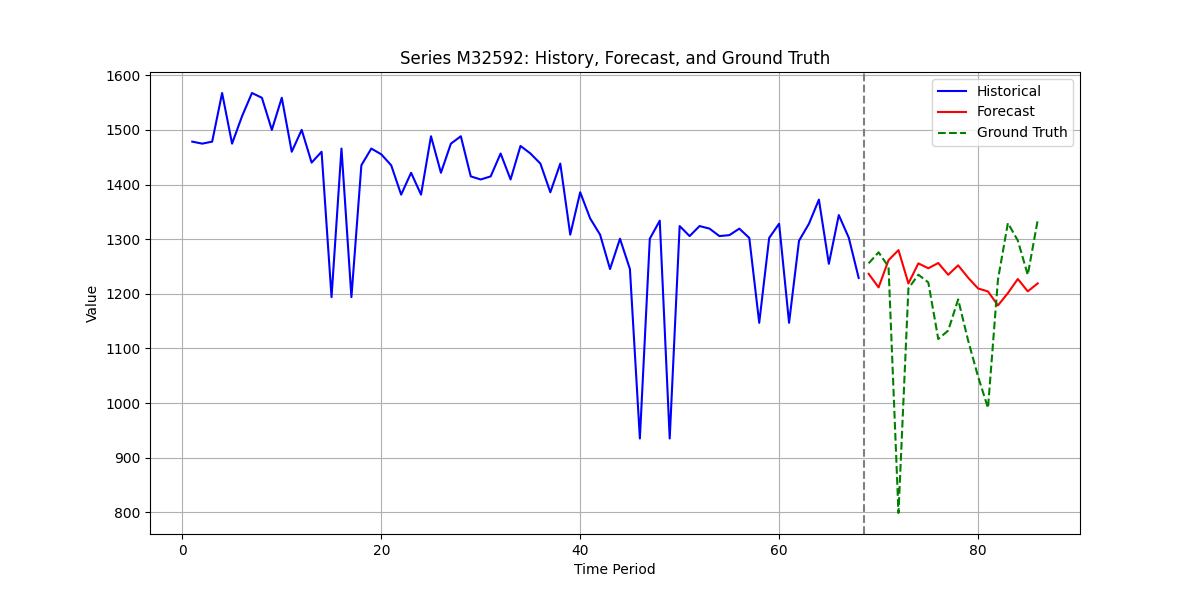 Series M32592: History, Forecast, and Ground Truth
Historical
Forecast
Ground Truth
1600
1500
1400
1300
1200
1100
1000
900
800
Value
0 20 40 60 80
Time Period